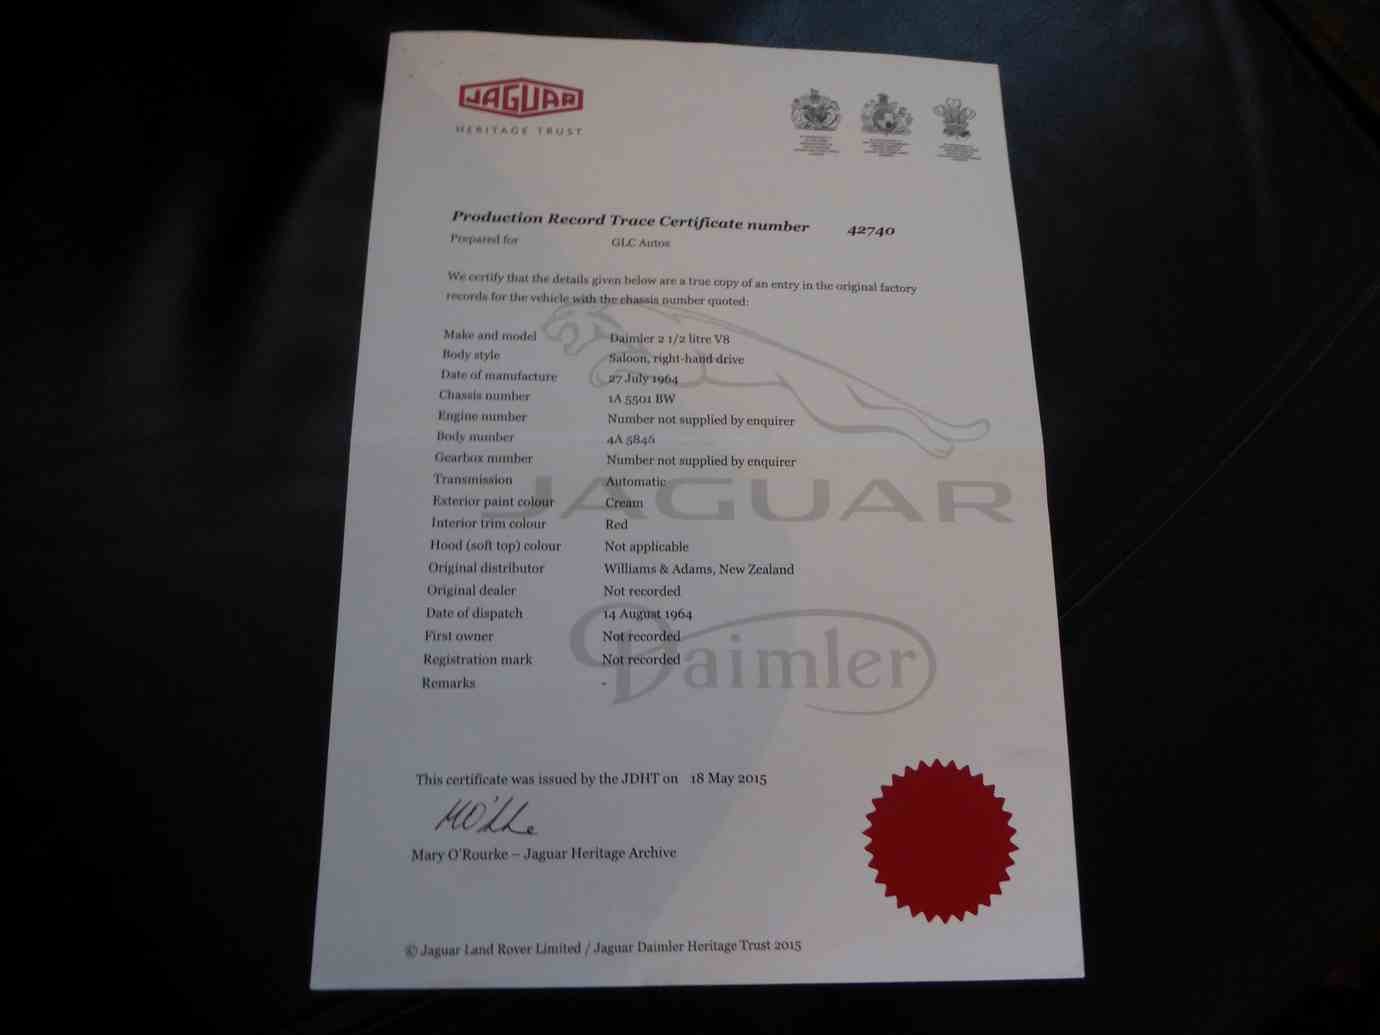 JAGUAR
HERITAGE TRUST
Production Record Trace Certificate number 42740
Prepared for GLC Autos
We certify that the details given below are a true copy of an entry in the original factory
records for the vehicle with the chassis number quoted:
Make and model Daimler 2 1/2 litre V8
Body style Saloon, right-hand drive
Date of manufacture 27 July 1964
Chassis number 1A 5501 BW
Engine number Number not supplied by enquirer
Body number 4A 5846
Gearbox number Number not supplied by enquirer
Transmission Automatic
Exterior paint colour Cream
JAGUAR
Interior trim colour Red
Hood (soft top) colour Not applicable
Original distributor Williams & Adams, New Zealand
Original dealer Not recorded
Date of dispatch 14 August 1964
First owner Not recorded
Daimler
Registration mark Not recorded
Remarks -
This certificate was issued by the JDHT on 18 May 2015
Mary O'Rourke – Jaguar Heritage Archive
© Jaguar Land Rover Limited / Jaguar Daimler Heritage Trust 2015